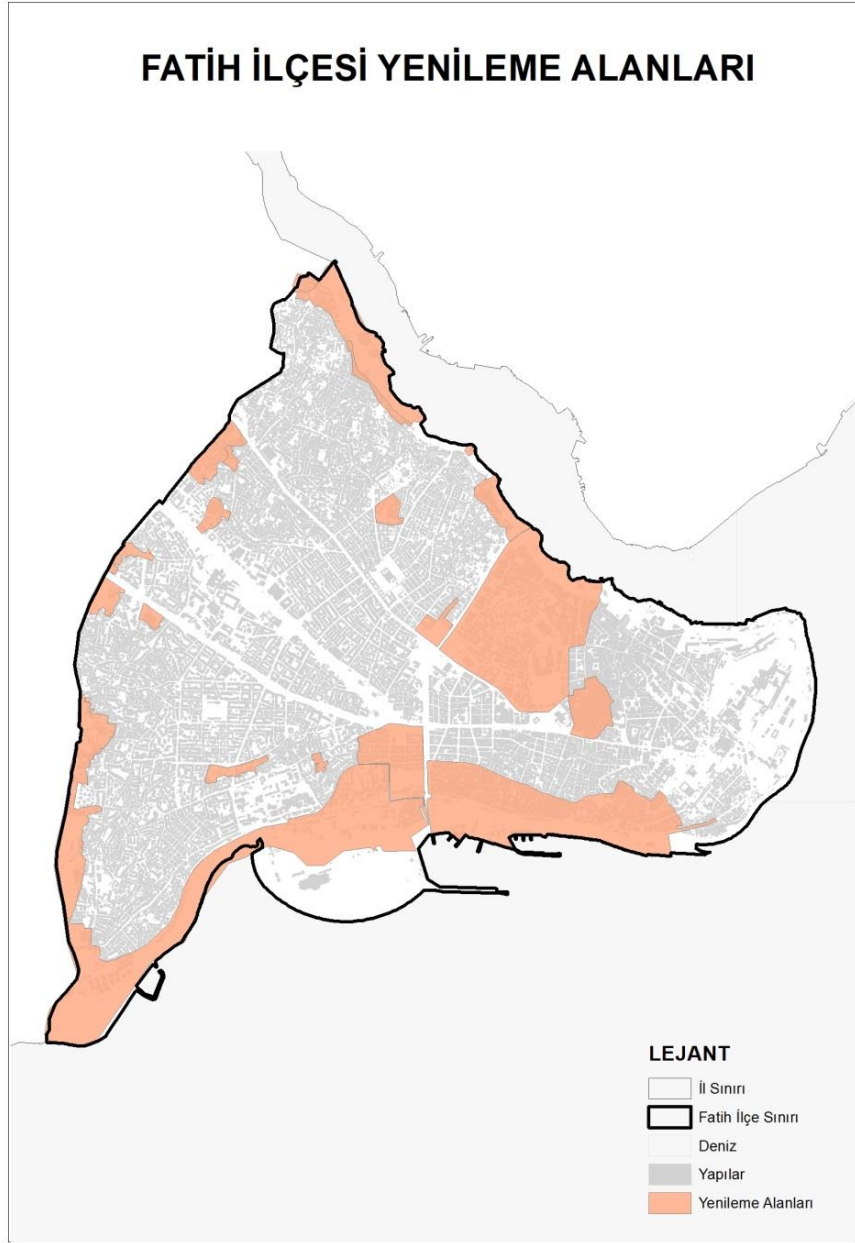 FATİH İLÇESİ YENİLEME ALANLARI
LEJANT
İl Sınırı
Fatih İlçe Sınırı
Deniz
Yapılar
Yenileme Alanları